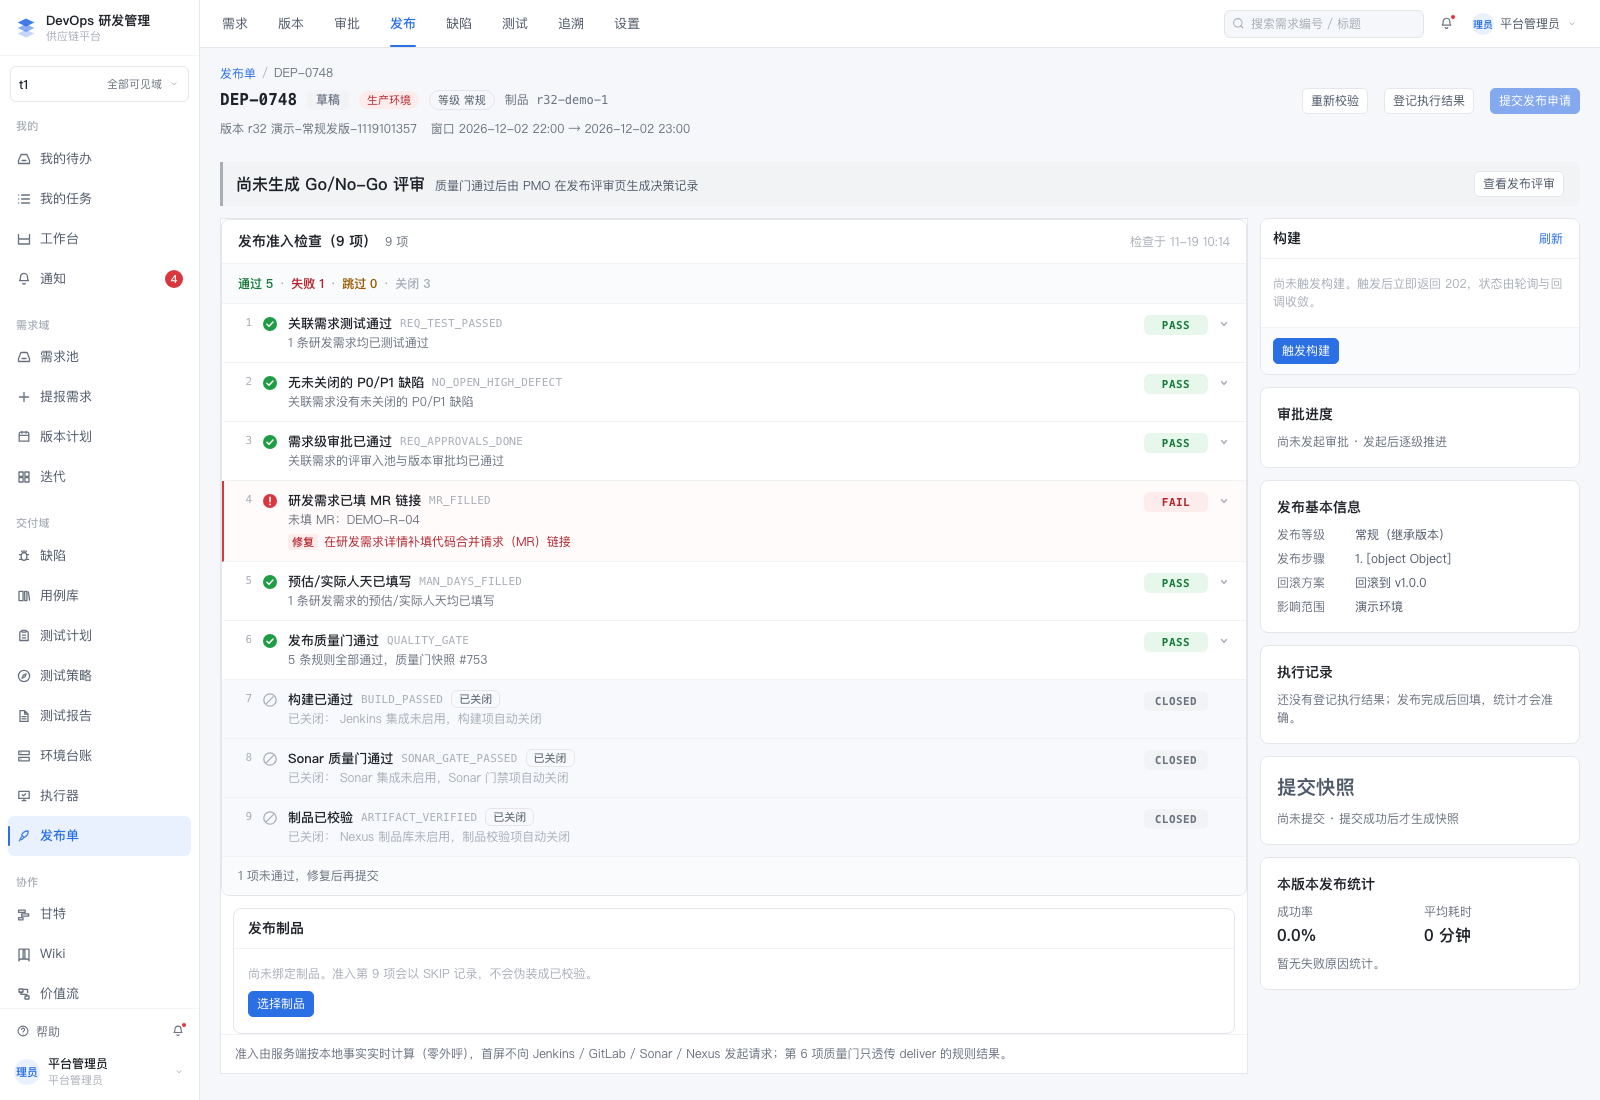 DevOps 研发管理
供应链平台
t1 全部可见域
我的
我的待办
我的任务
工作台
通知 4
需求域
需求池
提报需求
版本计划
迭代
交付域
缺陷
用例库
测试计划
测试策略
测试报告
环境台账
执行器
发布单
协作
甘特
Wiki
价值流
帮助
理员 平台管理员
平台管理员
需求 版本 审批 发布 缺陷 测试 追溯 设置
搜索需求编号 / 标题
理员 平台管理员
发布单 / DEP-0748
DEP-0748 草稿 生产环境 等级 常规 制品 r32-demo-1
重新校验 登记执行结果 提交发布申请
版本 r32 演示-常规发版-1119101357 窗口 2026-12-02 22:00 → 2026-12-02 23:00
尚未生成 Go/No-Go 评审 质量门通过后由 PMO 在发布评审页生成决策记录 查看发布评审
发布准入检查（9 项） 9 项 检查于 11-19 10:14
通过 5 · 失败 1 · 跳过 0 · 关闭 3
1 关联需求测试通过 REQ_TEST_PASSED PASS
1 条研发需求均已测试通过
2 无未关闭的 P0/P1 缺陷 NO_OPEN_HIGH_DEFECT PASS
关联需求没有未关闭的 P0/P1 缺陷
3 需求级审批已通过 REQ_APPROVALS_DONE PASS
关联需求的评审入池与版本审批均已通过
4 研发需求已填 MR 链接 MR_FILLED FAIL
未填 MR：DEMO-R-04
修复 在研发需求详情补填代码合并请求（MR）链接
5 预估/实际人天已填写 MAN_DAYS_FILLED PASS
1 条研发需求的预估/实际人天均已填写
6 发布质量门通过 QUALITY_GATE PASS
5 条规则全部通过，质量门快照 #753
7 构建已通过 BUILD_PASSED 已关闭 CLOSED
已关闭： Jenkins 集成未启用，构建项自动关闭
8 Sonar 质量门通过 SONAR_GATE_PASSED 已关闭 CLOSED
已关闭： Sonar 集成未启用，Sonar 门禁项自动关闭
9 制品已校验 ARTIFACT_VERIFIED 已关闭 CLOSED
已关闭： Nexus 制品库未启用，制品校验项自动关闭
1 项未通过，修复后再提交
发布制品
尚未绑定制品。准入第 9 项会以 SKIP 记录，不会伪装成已校验。
选择制品
准入由服务端按本地事实实时计算（零外呼），首屏不向 Jenkins / GitLab / Sonar / Nexus 发起请求；第 6 项质量门只透传 deliver 的规则结果。
构建 刷新
尚未触发构建。触发后立即返回 202，状态由轮询与回
调收敛。
触发构建
审批进度
尚未发起审批 · 发起后逐级推进
发布基本信息
发布等级 常规（继承版本）
发布步骤 1. [object Object]
回滚方案 回滚到 v1.0.0
影响范围 演示环境
执行记录
还没有登记执行结果；发布完成后回填，统计才会准
确。
提交快照
尚未提交 · 提交成功后才生成快照
本版本发布统计
成功率 平均耗时
0.0% 0 分钟
暂无失败原因统计。